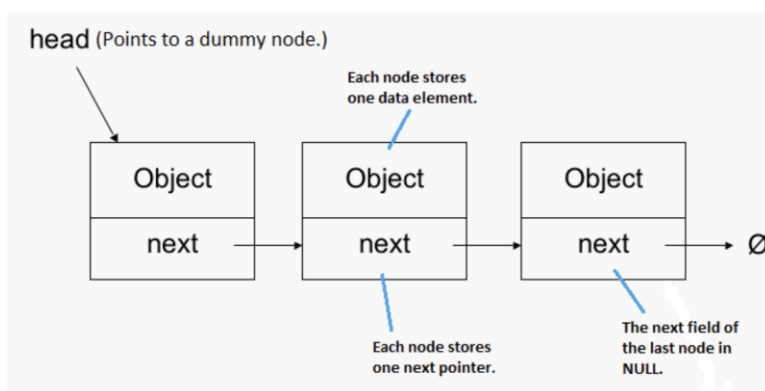 head (Points to a dummy node.)
Each node stores
one data element.
Object
Object
Object
next
next
next
Ø
Each node stores
one next pointer.
The next field of
the last node in
NULL.